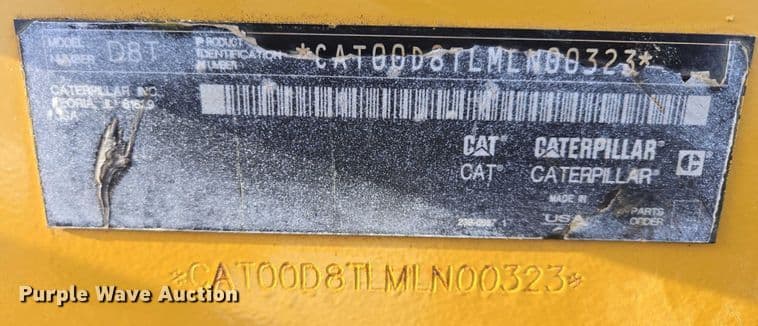 MODEL NUMBER D8T PRODUCT IDENTIFICATION NUMBER *CAT00D8TLMLN00323*
CATERPILLAR INC.
PEORIA, IL 61629
USA
CAT CATERPILLAR C
CAT® CATERPILLAR®
MADE IN
USA
PARTS
ORDER
*CAT00D8TLMLN00323*
Purple Wave Auction